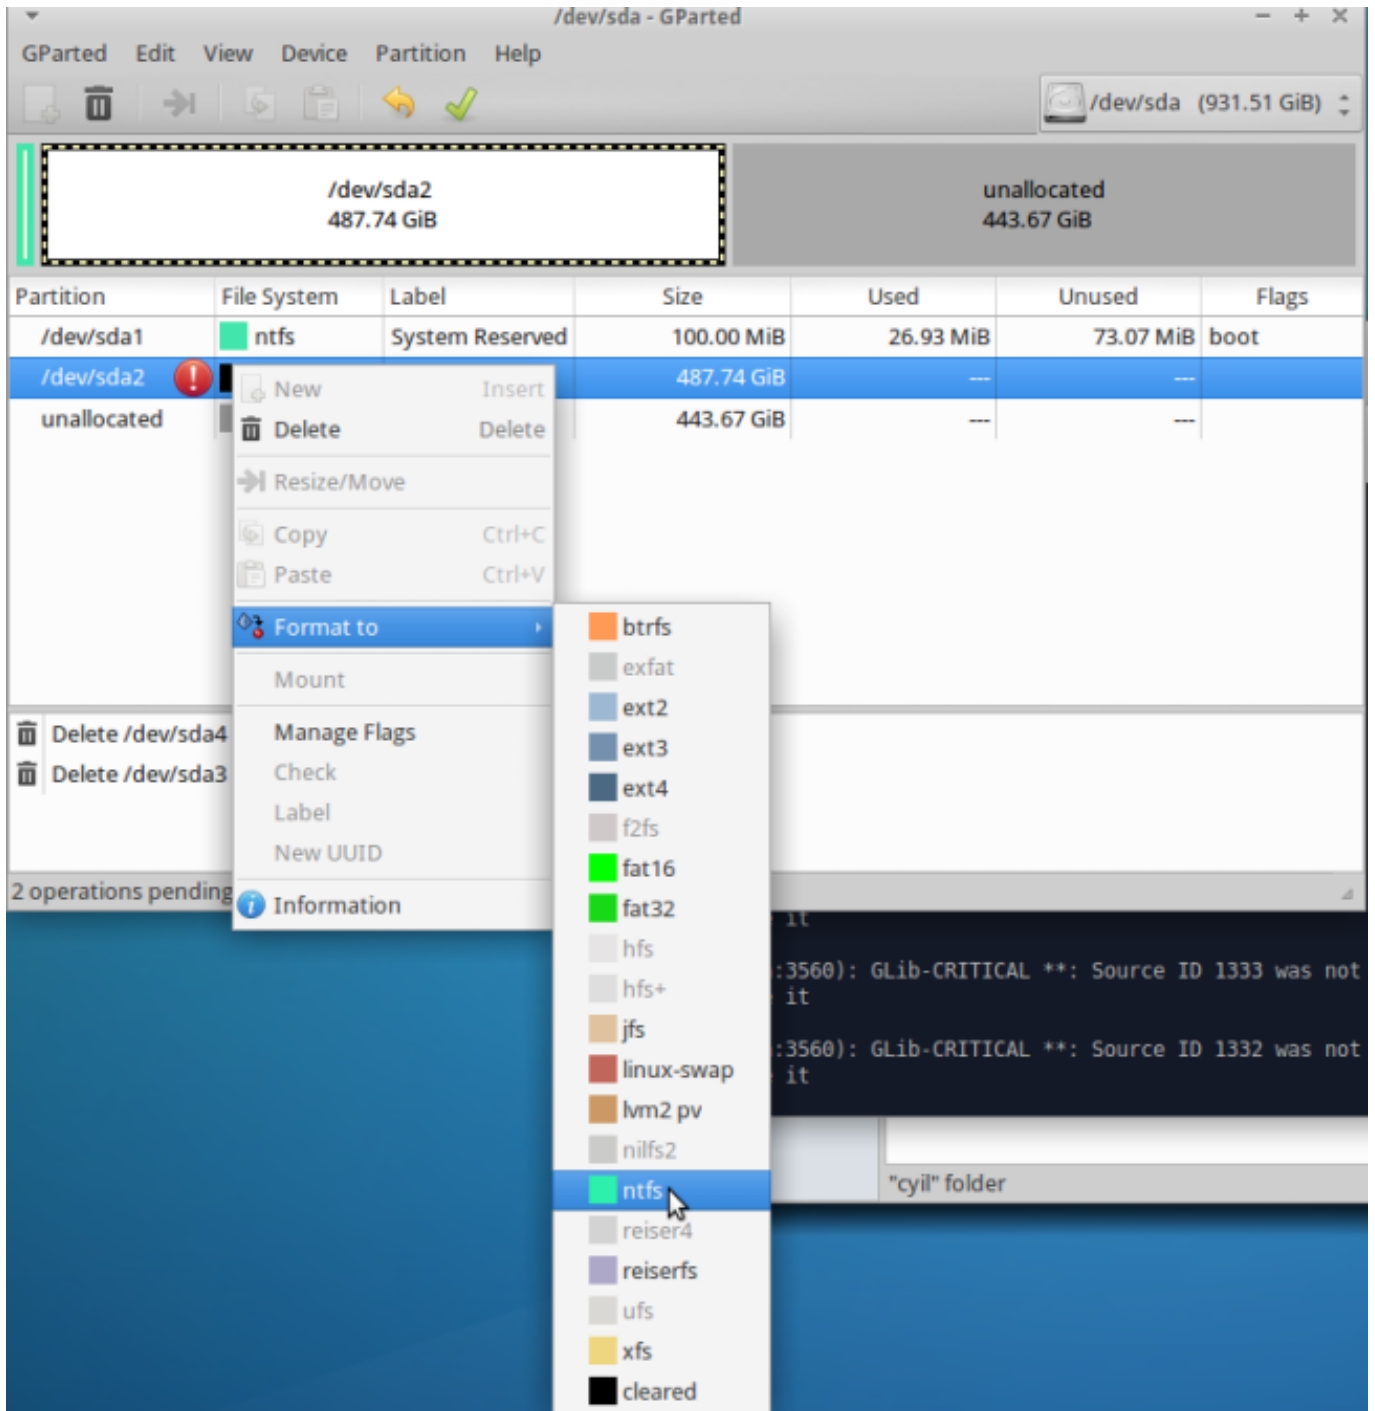 /dev/sda - GParted
GParted Edit View Device Partition Help
/dev/sda (931.51 GiB)
/dev/sda2
487.74 GiB
unallocated
443.67 GiB
Partition File System Label Size Used Unused Flags
/dev/sda1 ntfs System Reserved 100.00 MiB 26.93 MiB 73.07 MiB boot
/dev/sda2 487.74 GiB --- ---
unallocated 443.67 GiB --- ---
New Insert
Delete Delete
Resize/Move
Copy Ctrl+C
Paste Ctrl+V
Format to
Mount
Manage Flags
Check
Label
New UUID
Information
btrfs
exfat
ext2
ext3
ext4
f2fs
fat16
fat32
hfs
hfs+
jfs
linux-swap
lvm2 pv
nilfs2
ntfs
reiser4
reiserfs
ufs
xfs
cleared
Delete /dev/sda4
Delete /dev/sda3
2 operations pending
it
:3560): GLib-CRITICAL **: Source ID 1333 was not
it
:3560): GLib-CRITICAL **: Source ID 1332 was not
it
"cyil" folder